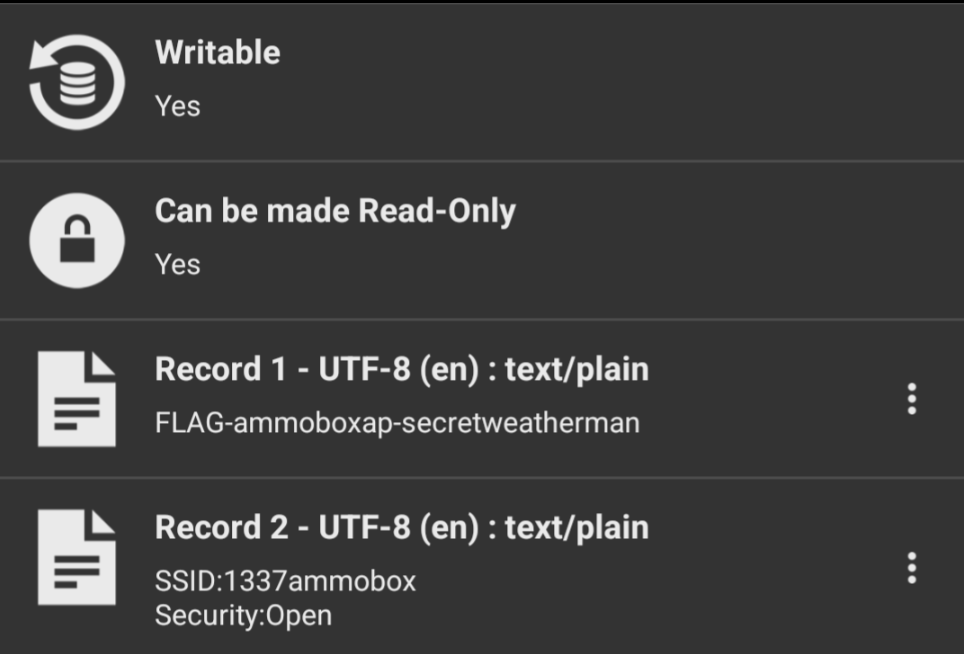 Writable
Yes
Can be made Read-Only
Yes
Record 1 - UTF-8 (en) : text/plain
FLAG-ammoboxap-secretweatherman
Record 2 - UTF-8 (en) : text/plain
SSID:1337ammobox
Security:Open